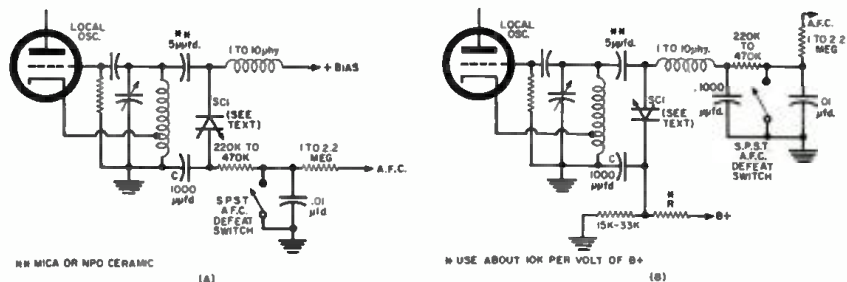 LOCAL
OSC.
**
5µµfd.
1 TO 10µhy
+ BIAS
SC1
(SEE
TEXT)
220K TO
470K
1 TO 2.2
MEG
A.F.C.
C
1000
µµfd
S.P.S.T
A.F.C.
DEFEAT
SWITCH
.01
µfd
** MICA OR NPO CERAMIC
(A)
LOCAL
OSC.
**
5µµfd.
1 TO 10µhy.
220K
TO
470K
A.F.C.
1 TO 2.2
MEG
SC1
(SEE
TEXT)
.1000
µµfd.
.01
µfd.
S.P.S.T
A.F.C.
DEFEAT
SWITCH
C
1000
µµfd
15K-33K
*
R
B+
* USE ABOUT 10K PER VOLT OF B+
(B)